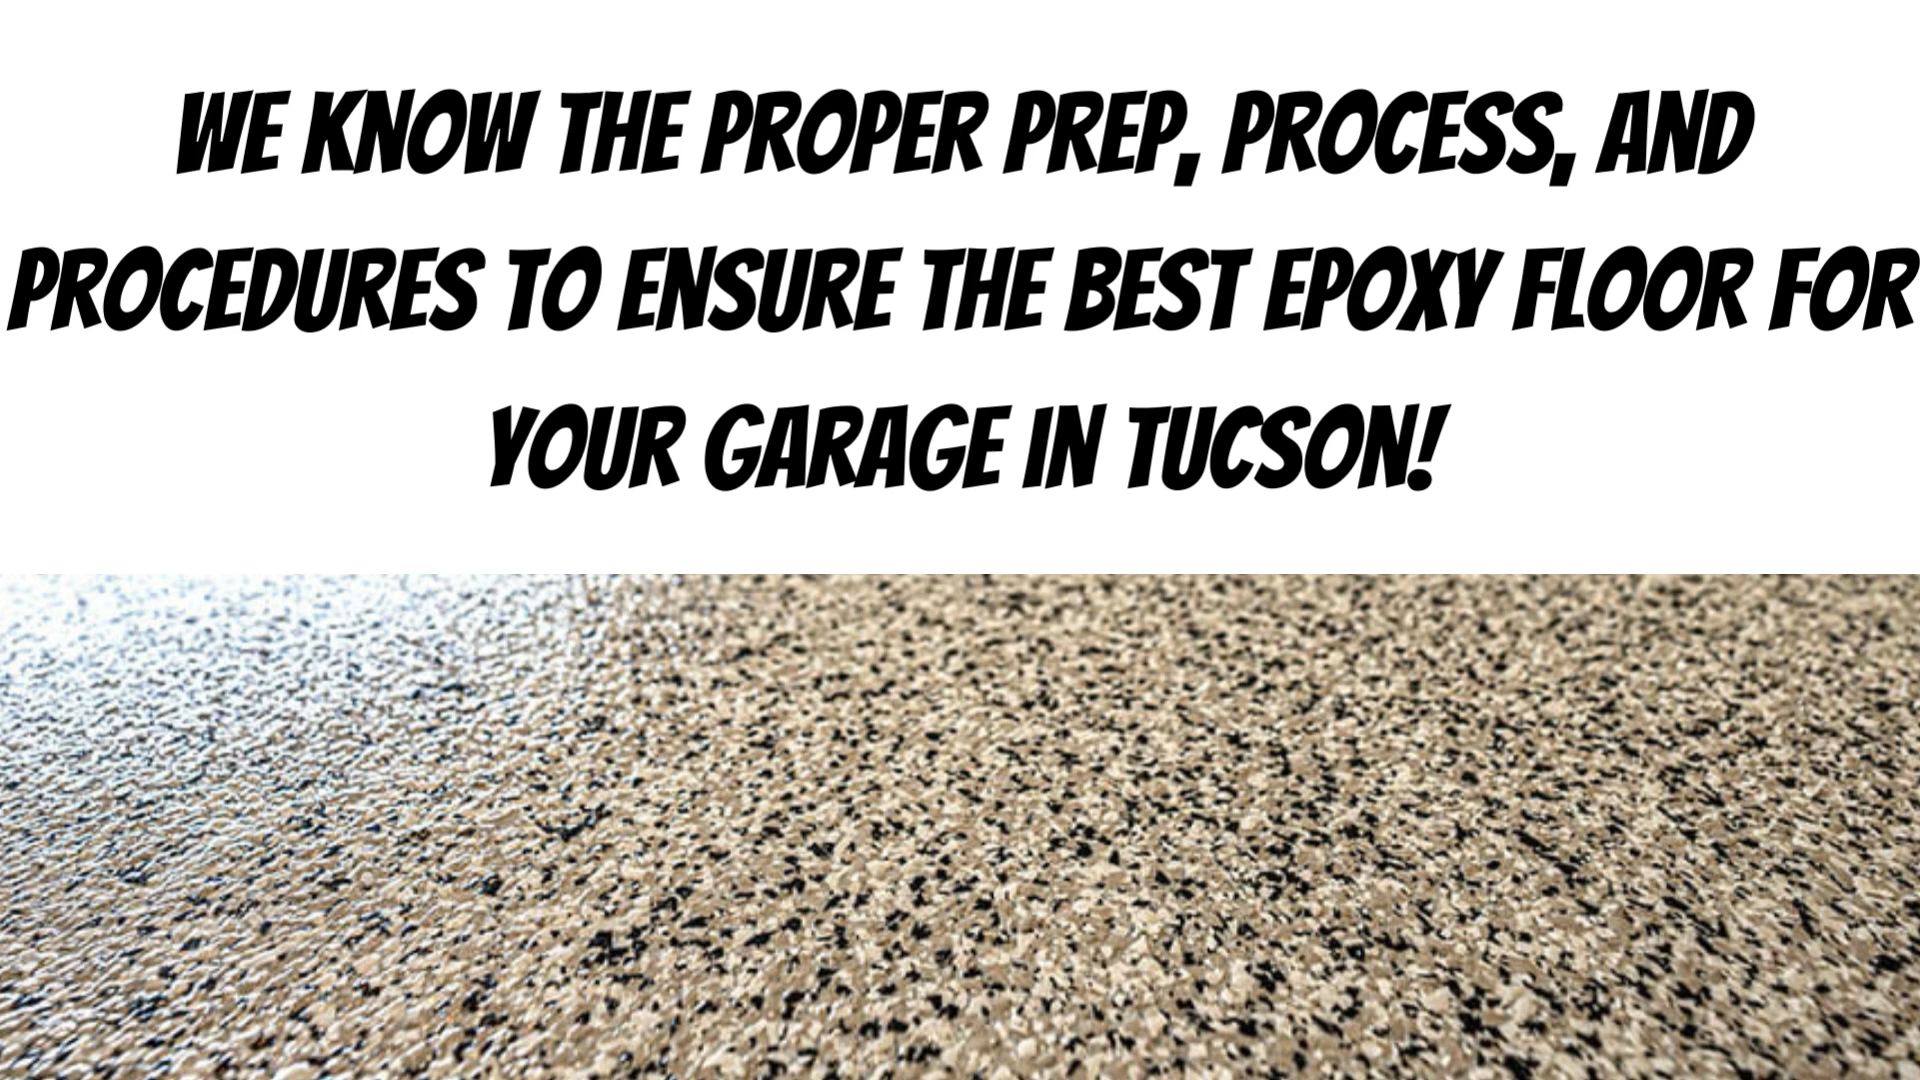 WE KNOW THE PROPER PREP, PROCESS, AND
PROCEDURES TO ENSURE THE BEST EPOXY FLOOR FOR
YOUR GARAGE IN TUCSON!